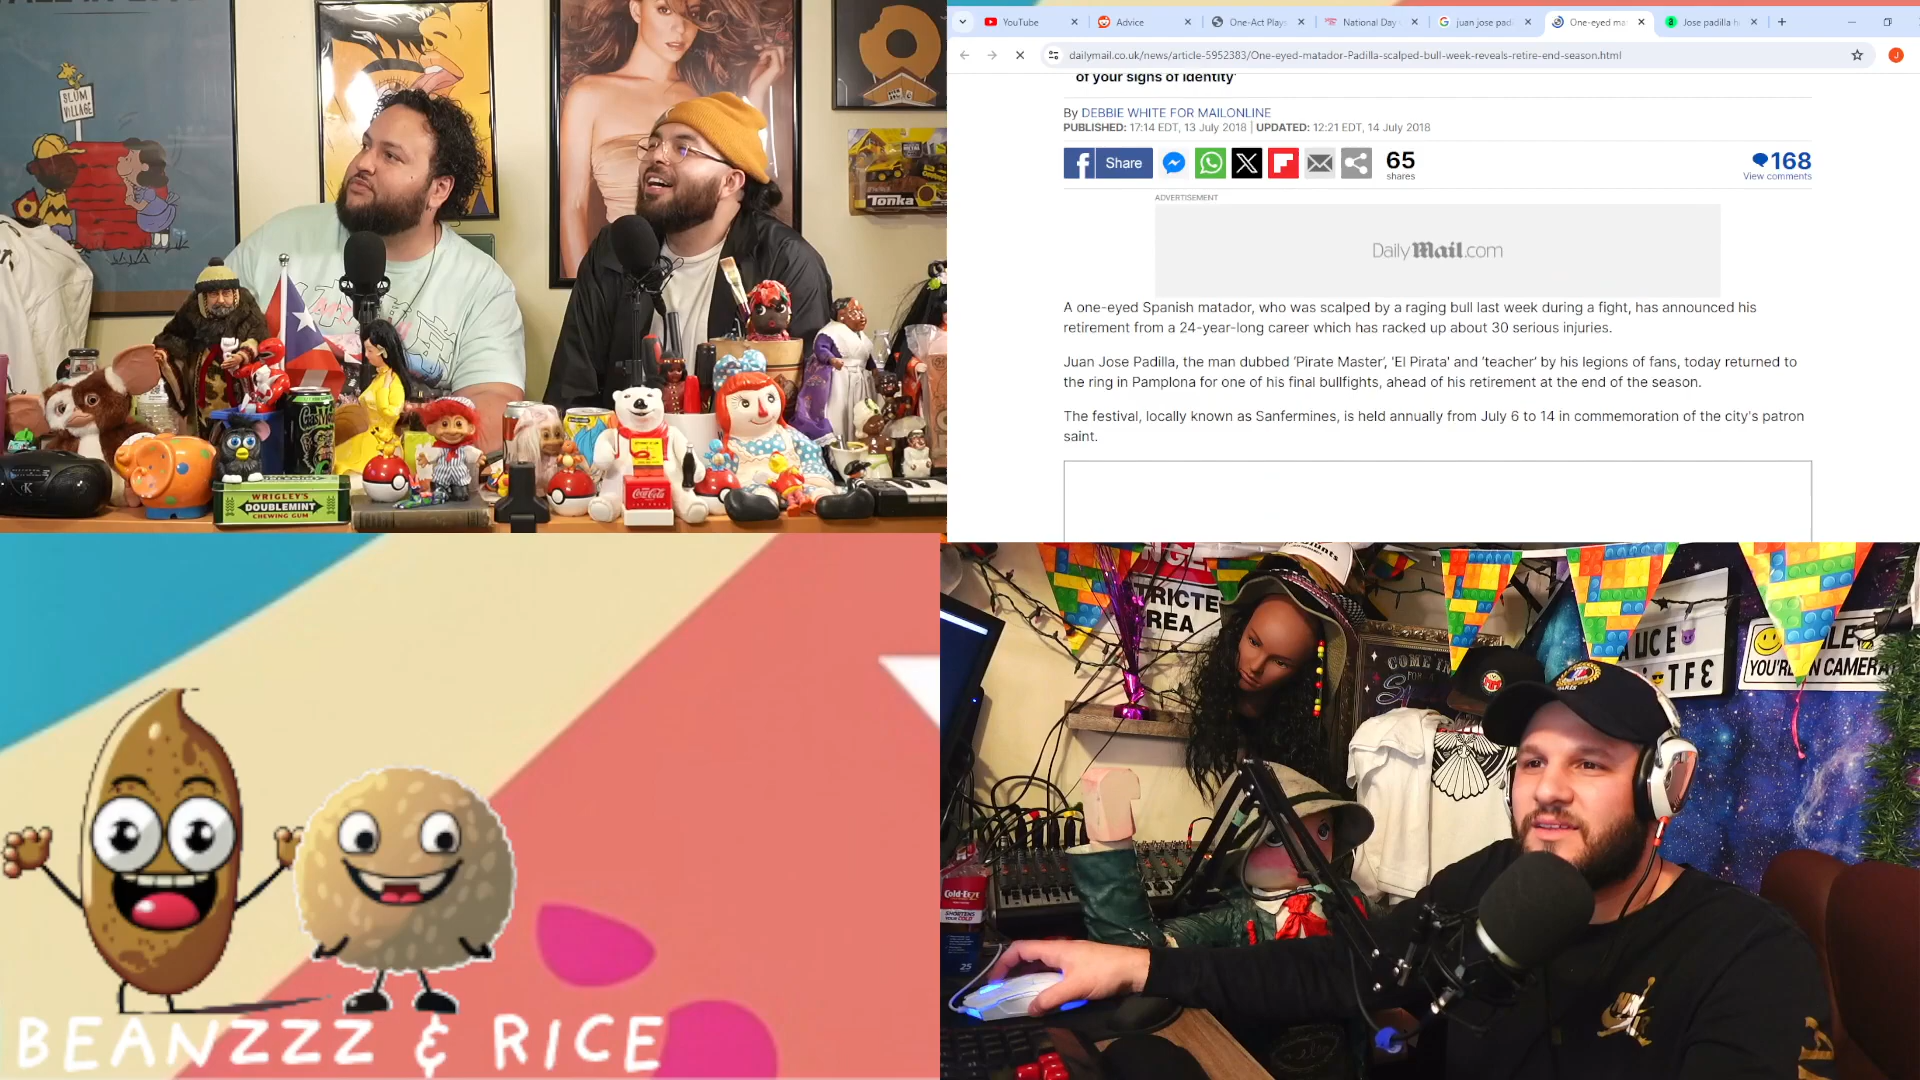 SLUM
VILLAGE
Tonka
WRIGLEY'S
DOUBLEMINT
CHEWING GUM
Coca-Cola
YouTube
Advice
One-Act Plays
National Day
juan jose padi
One-eyed ma
Jose padilla h
dailymail.co.uk/news/article-5952383/One-eyed-matador-Padilla-scalped-bull-week-reveals-retire-end-season.html
of your signs of identity'
By DEBBIE WHITE FOR MAILONLINE
PUBLISHED: 17:14 EDT, 13 July 2018 | UPDATED: 12:21 EDT, 14 July 2018
Share
65
shares
168
View comments
ADVERTISEMENT
DailyMail.com
A one-eyed Spanish matador, who was scalped by a raging bull last week during a fight, has announced his
retirement from a 24-year-long career which has racked up about 30 serious injuries.
Juan Jose Padilla, the man dubbed 'Pirate Master', 'El Pirata' and 'teacher' by his legions of fans, today returned to
the ring in Pamplona for one of his final bullfights, ahead of his retirement at the end of the season.
The festival, locally known as Sanfermines, is held annually from July 6 to 14 in commemoration of the city's patron
saint.
BEANZZZ & RICE
TRICTE
REA
COME IN
YOU'RE ON CAMERA
Cold-EEZE
25